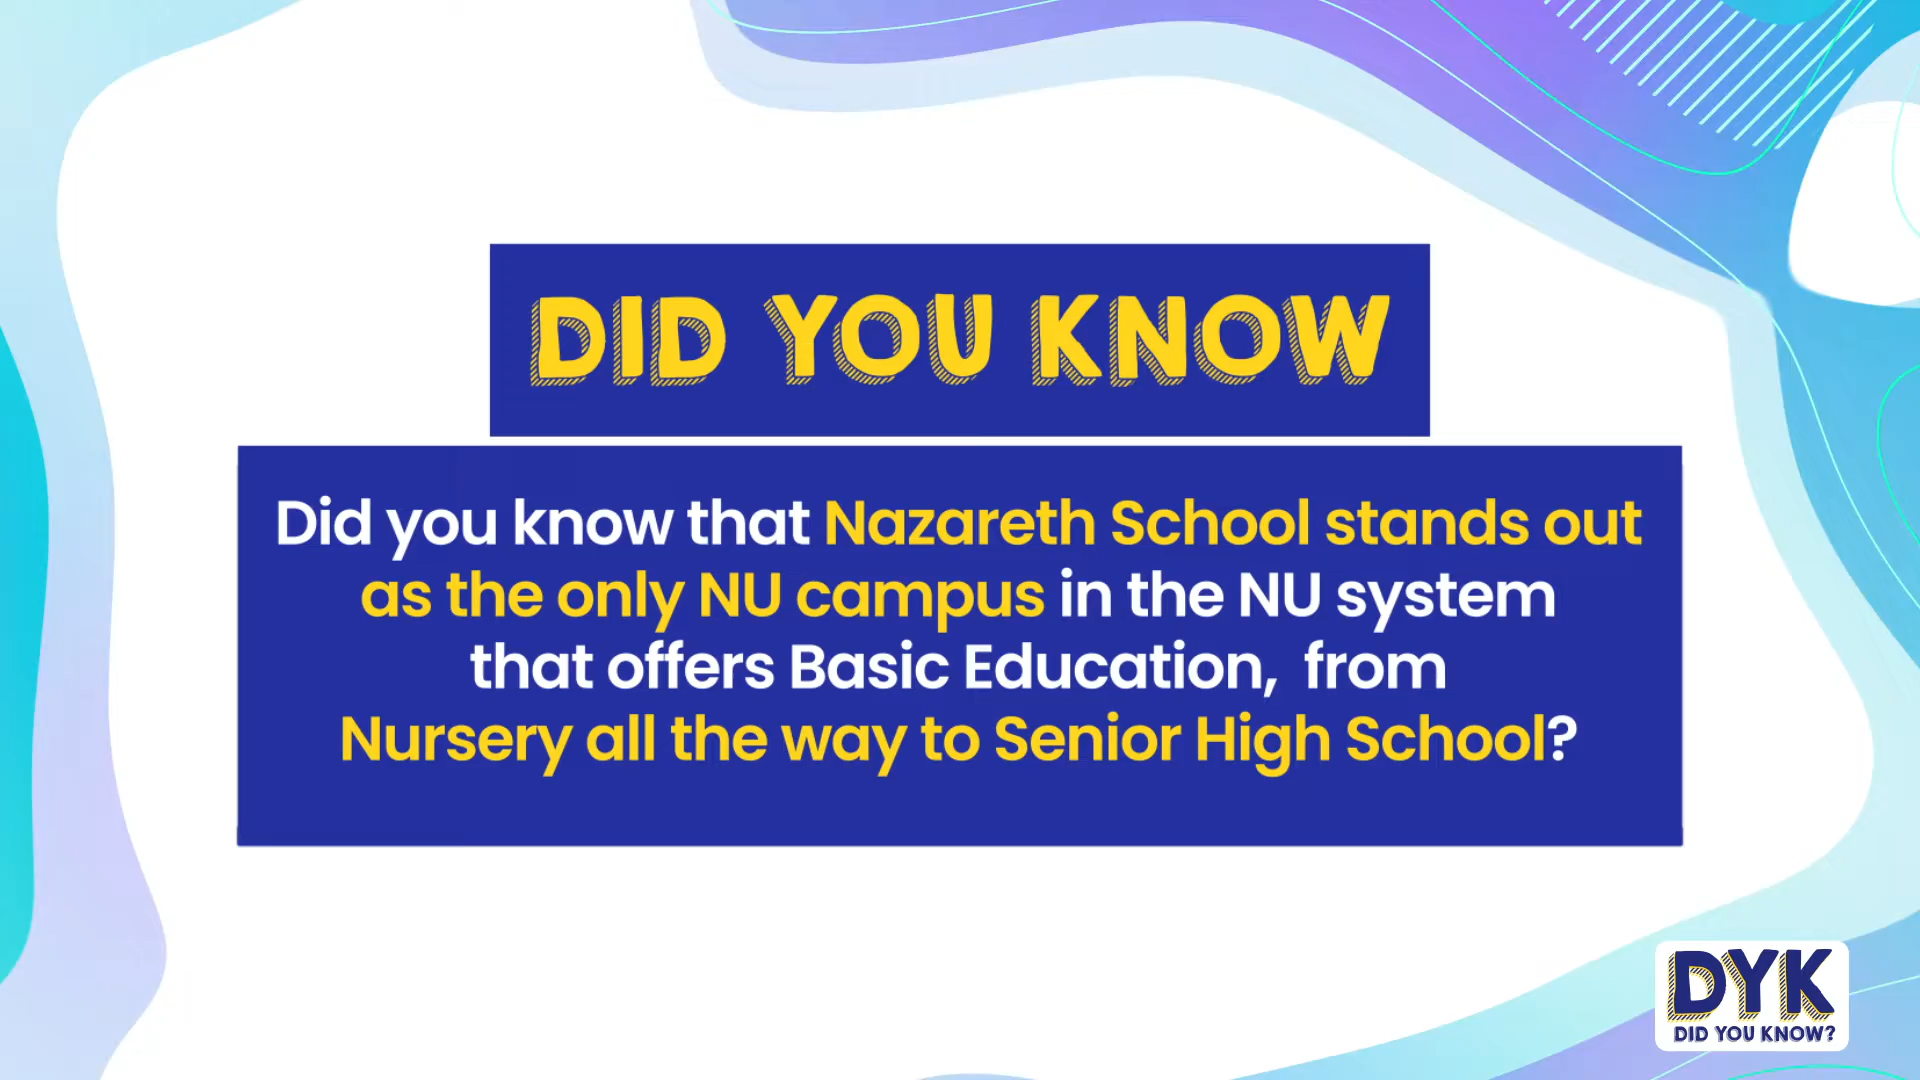 DID YOU KNOW
Did you know that Nazareth School stands out
as the only NU campus in the NU system
that offers Basic Education, from
Nursery all the way to Senior High School?
DYK
DID YOU KNOW?